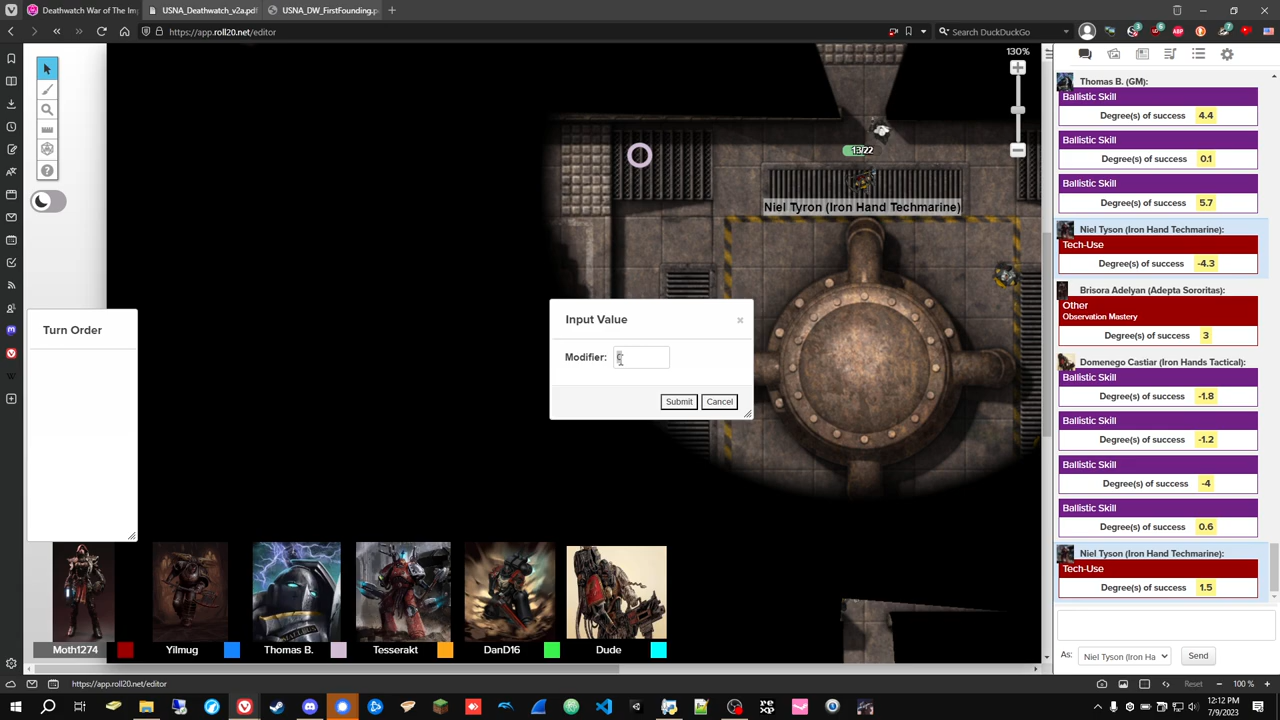 Deathwatch War of The Imp
USNA_Deathwatch_v2a.pdf
USNA_DW_FirstFounding.p
https://app.roll20.net/editor
Search DuckDuckGo
130%
13/22
Niel Tyron (Iron Hand Techmarine)
Turn Order
Input Value
Modifier:
Submit
Cancel
Moth1274
Yilmug
Thomas B.
Tesserakt
DanD16
Dude
Thomas B. (GM):
Ballistic Skill
Degree(s) of success 4.4
Ballistic Skill
Degree(s) of success 0.1
Ballistic Skill
Degree(s) of success 5.7
Niel Tyson (Iron Hand Techmarine):
Tech-Use
Degree(s) of success -4.3
Brisora Adelyan (Adepta Sororitas):
Other
Observation Mastery
Degree(s) of success 3
Domenego Castiar (Iron Hands Tactical):
Ballistic Skill
Degree(s) of success -1.8
Ballistic Skill
Degree(s) of success -1.2
Ballistic Skill
Degree(s) of success -4
Ballistic Skill
Degree(s) of success 0.6
Niel Tyson (Iron Hand Techmarine):
Tech-Use
Degree(s) of success 1.5
As: Niel Tyson (Iron Ha
Send
https://app.roll20.net/editor
Reset
100 %
12:12 PM
7/9/2023